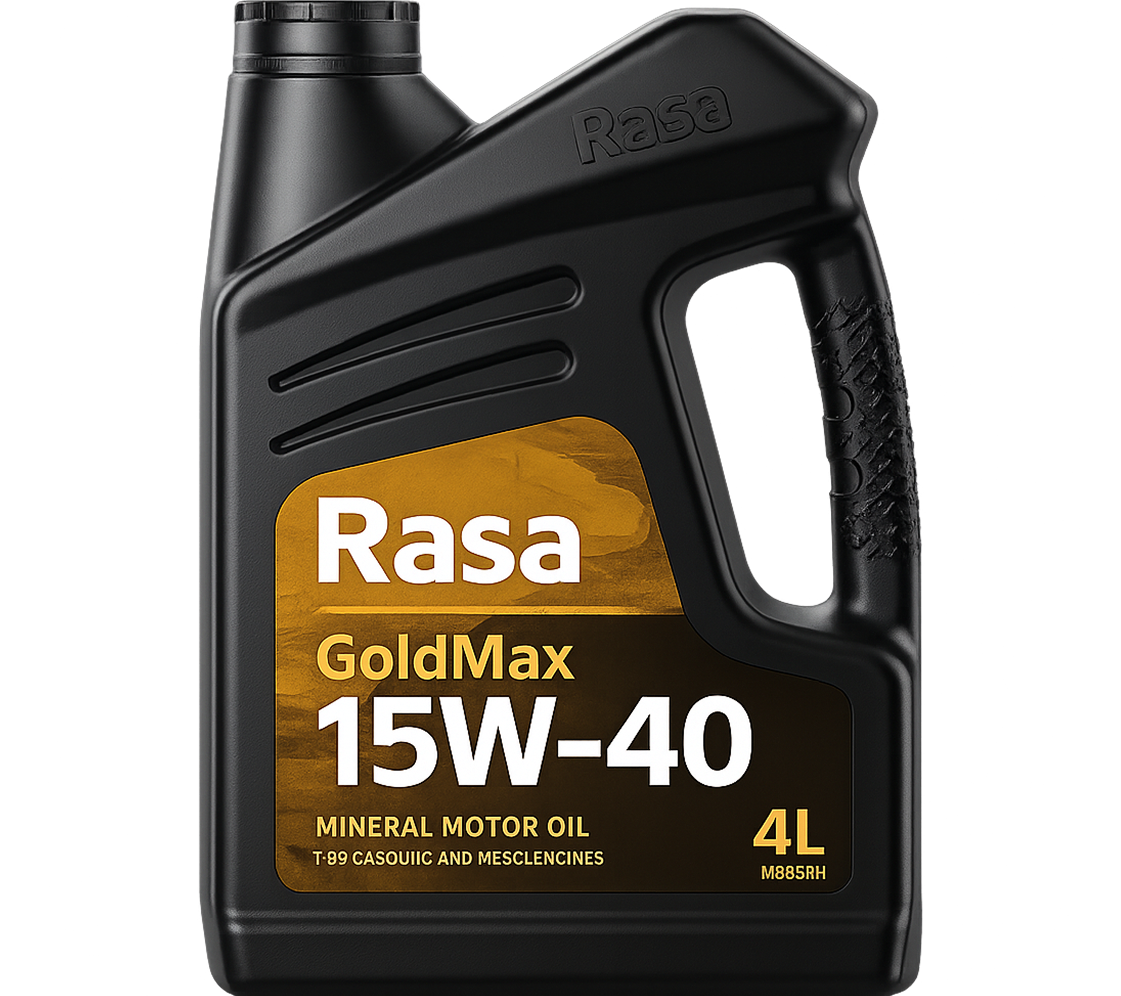 Rasa
Rasa
GoldMax
15W-40
MINERAL MOTOR OIL
T-89 CASOUIIC AND MESCLENCINES
4L
M885RH